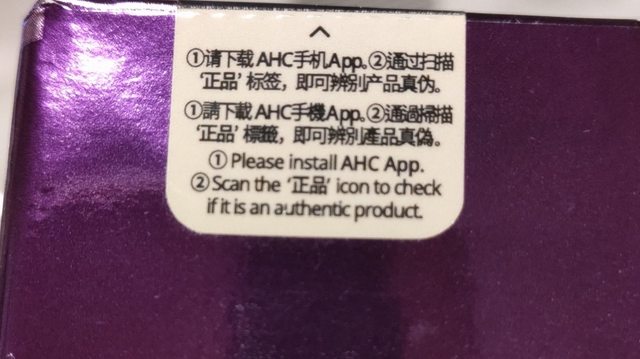 ①请下载 AHC手机App。②通过扫描
‘正品’ 标签，即可辨别产品真伪。
①請下載 AHC手機App。②通過掃描
‘正品’ 標籤，即可辨別產品真偽。
① Please install AHC App.
② Scan the ‘正品’ icon to check
if it is an authentic product.